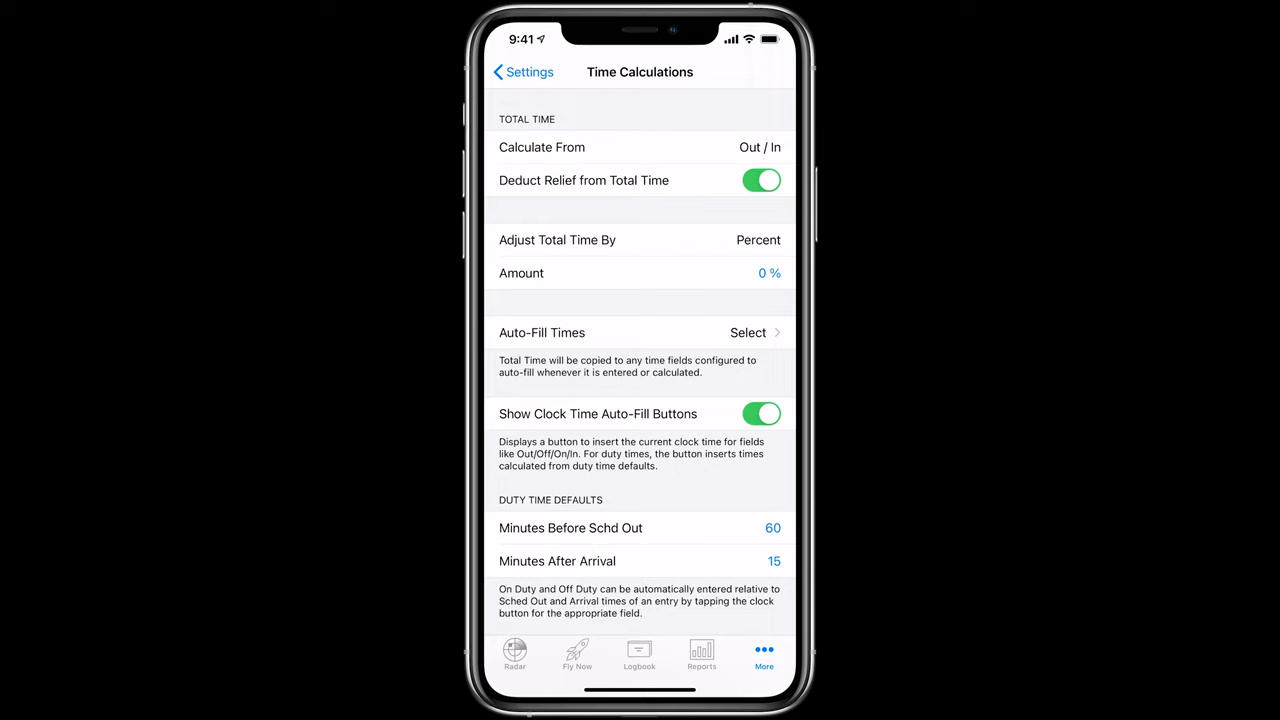 9:41
Settings
Time Calculations
TOTAL TIME
Calculate From Out / In
Deduct Relief from Total Time
Adjust Total Time By Percent
Amount 0 %
Auto-Fill Times Select
Total Time will be copied to any time fields configured to
auto-fill whenever it is entered or calculated.
Show Clock Time Auto-Fill Buttons
Displays a button to insert the current clock time for fields
like Out/Off/On/In. For duty times, the button inserts times
calculated from duty time defaults.
DUTY TIME DEFAULTS
Minutes Before Schd Out 60
Minutes After Arrival 15
On Duty and Off Duty can be automatically entered relative to
Sched Out and Arrival times of an entry by tapping the clock
button for the appropriate field.
Radar Fly Now Logbook Reports More